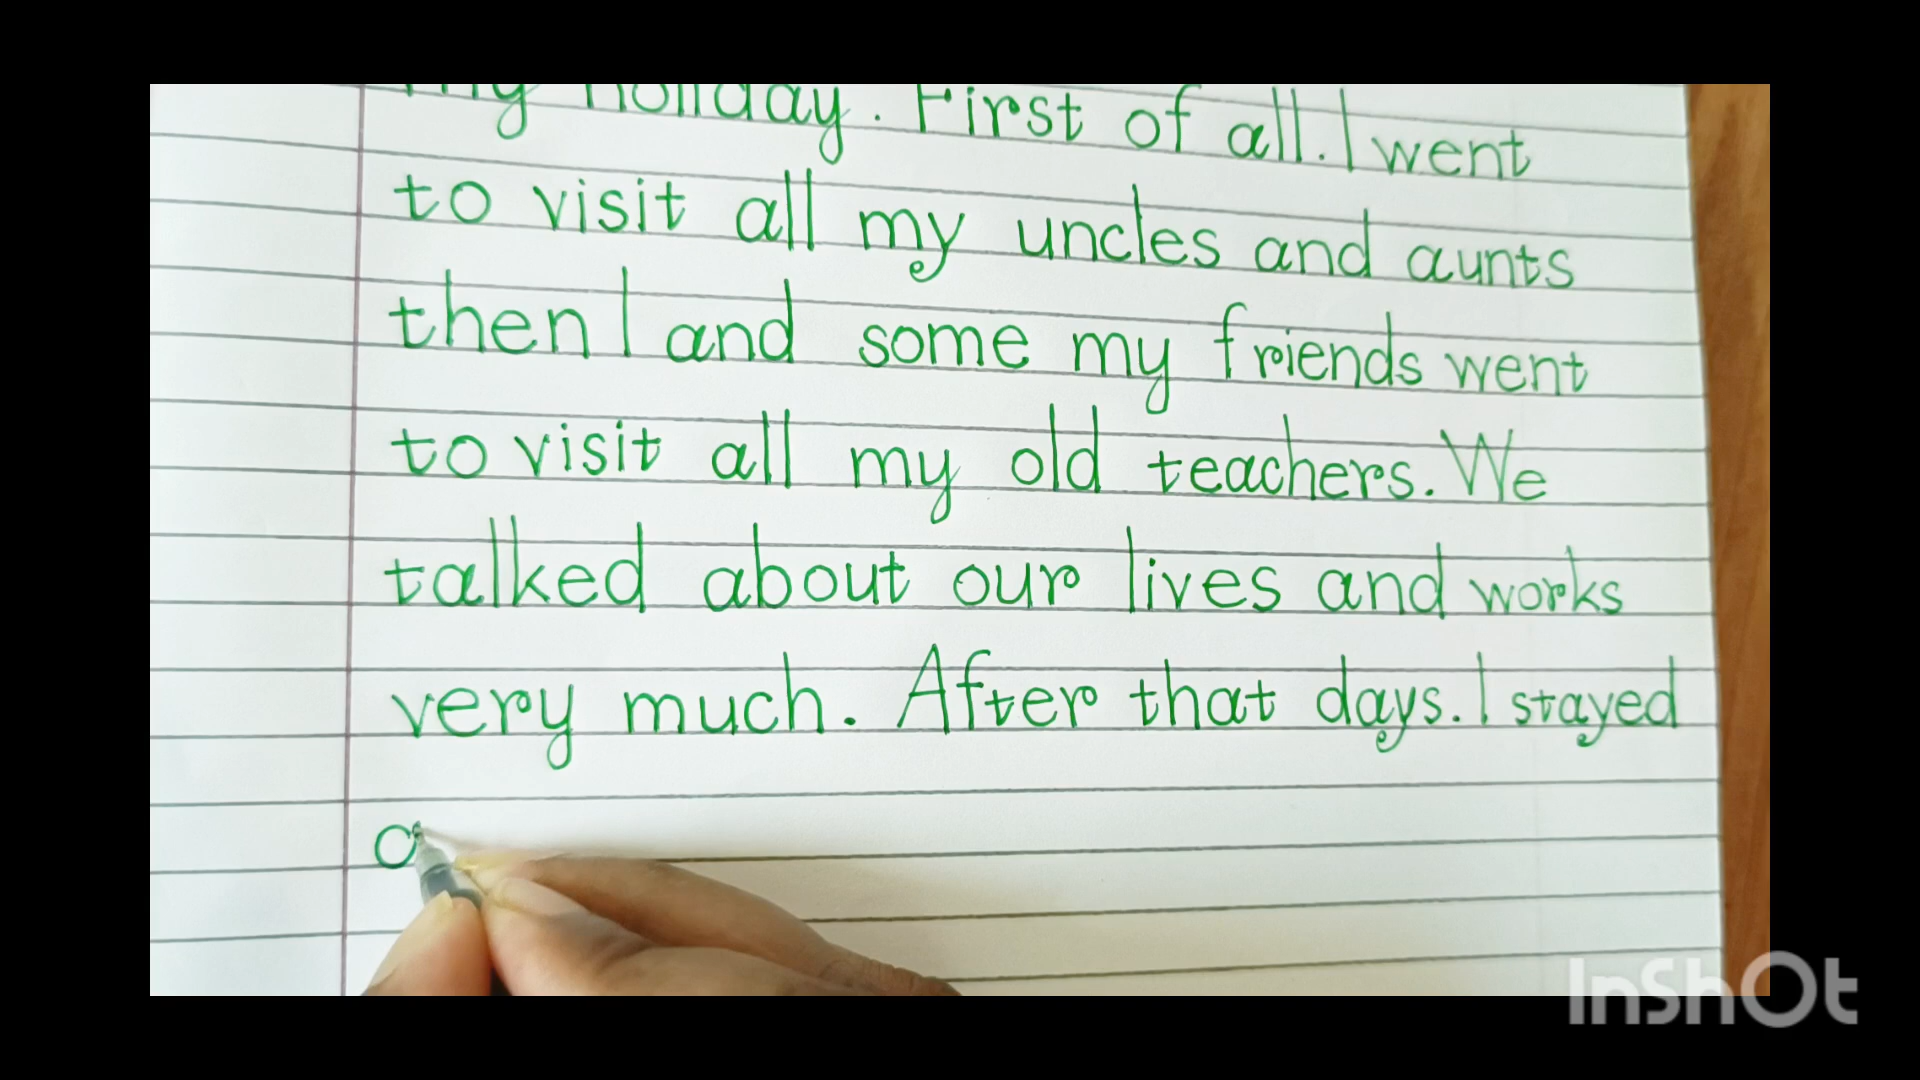 my holiday. First of all. I went
to visit all my uncles and aunts
then I and some my friends went
to visit all my old teachers. We
talked about our lives and works
very much. After that days. I stayed
InShOt